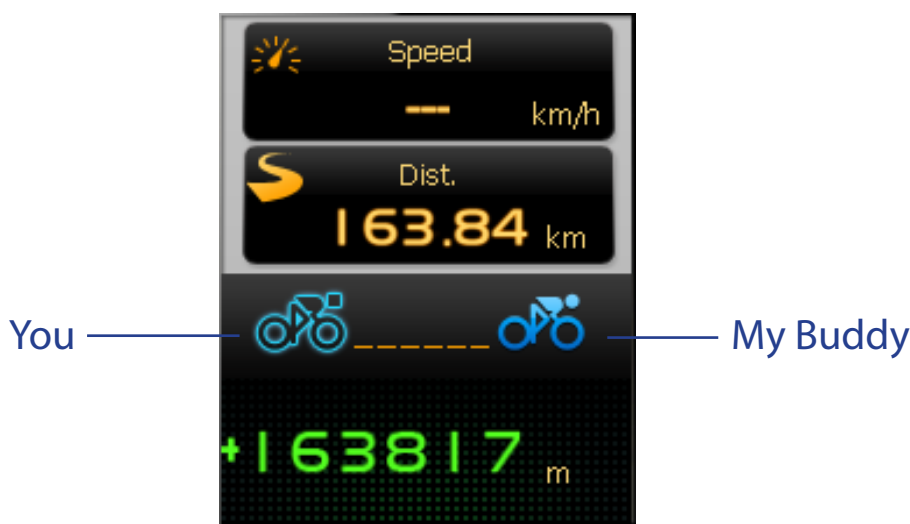 Speed
--- km/h
Dist.
163.84 km
You
My Buddy
+163817 m